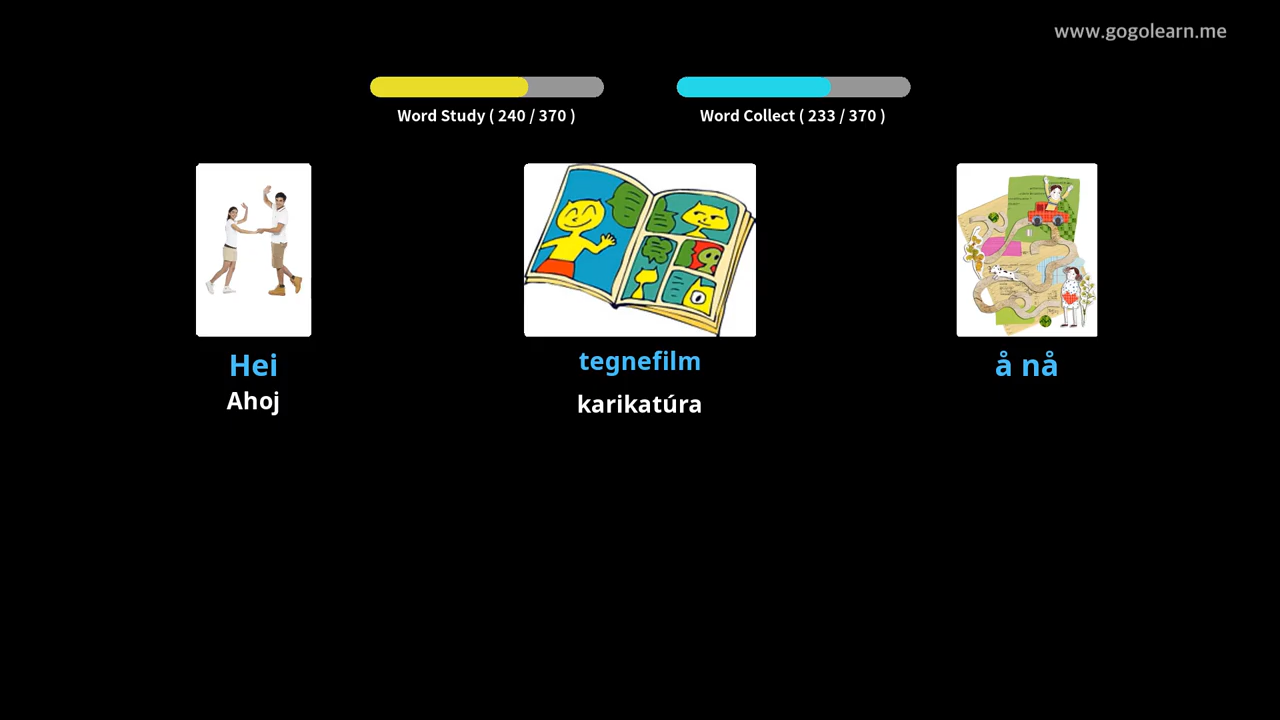 www.gogolearn.me
Word Study ( 240 / 370 )
Word Collect ( 233 / 370 )
Hei
Ahoj
tegnefilm
karikatúra
å nå